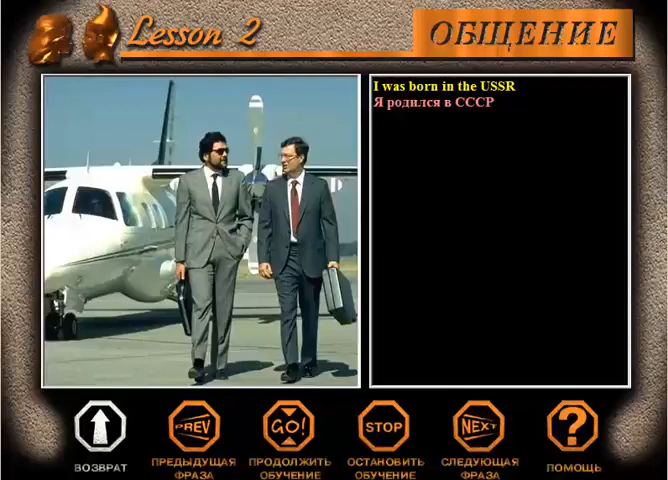 Lesson 2
ОБЩЕНИЕ
I was born in the USSR
Я родился в СССР
PREV
GO!
STOP
NEXT
?
ВОЗВРАТ
ПРЕДЫДУЩАЯ
ФРАЗА
ПРОДОЛЖИТЬ
ОБУЧЕНИЕ
ОСТАНОВИТЬ
ОБУЧЕНИЕ
СЛЕДУЮЩАЯ
ФРАЗА
ПОМОЩЬ